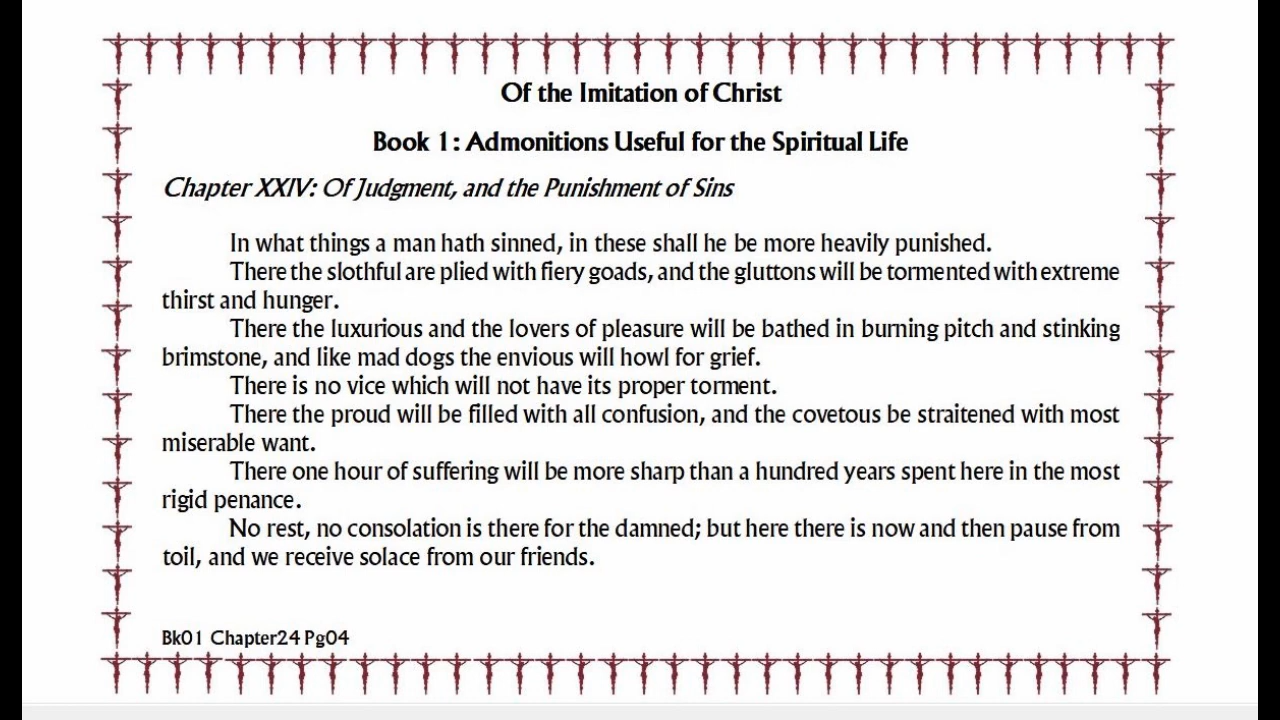 Of the Imitation of Christ
Book 1: Admonitions Useful for the Spiritual Life
Chapter XXIV: Of Judgment, and the Punishment of Sins
In what things a man hath sinned, in these shall he be more heavily punished.
There the slothful are plied with fiery goads, and the gluttons will be tormented with extreme
thirst and hunger.
There the luxurious and the lovers of pleasure will be bathed in burning pitch and stinking
brimstone, and like mad dogs the envious will howl for grief.
There is no vice which will not have its proper torment.
There the proud will be filled with all confusion, and the covetous be straitened with most
miserable want.
There one hour of suffering will be more sharp than a hundred years spent here in the most
rigid penance.
No rest, no consolation is there for the damned; but here there is now and then pause from
toil, and we receive solace from our friends.
Bk01 Chapter24 Pg04